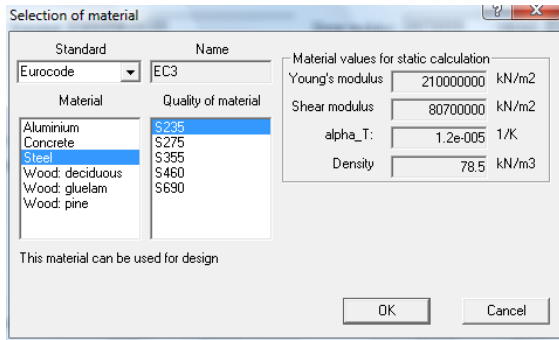 Selection of material
Standard
Name
Eurocode
EC3
Material
Quality of material
Aluminium
Concrete
Steel
Wood: deciduous
Wood: gluelam
Wood: pine
S235
S275
S355
S460
S690
This material can be used for design
Material values for static calculation
Young's modulus 210000000 kN/m2
Shear modulus 80700000 kN/m2
alpha_T: 1.2e-005 1/K
Density 78.5 kN/m3
OK
Cancel